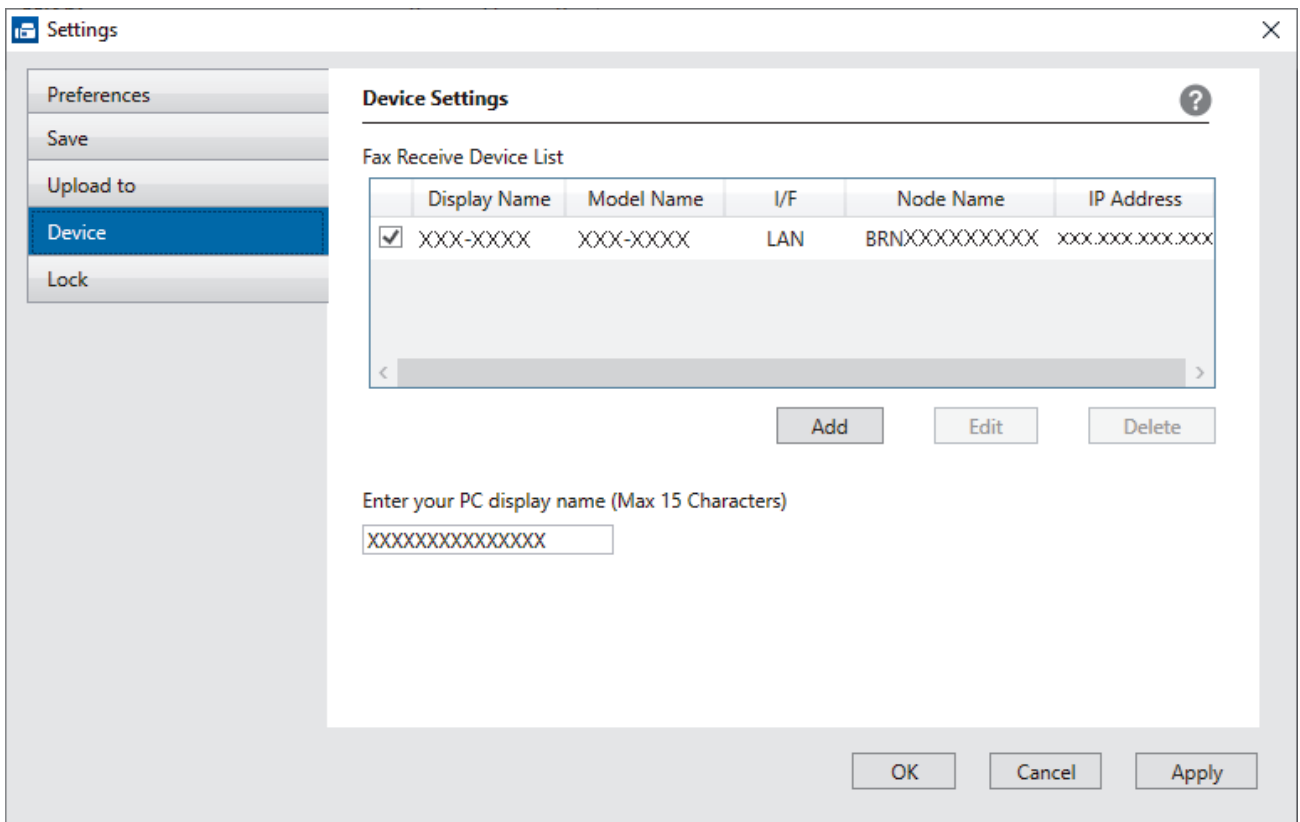 Settings
Preferences
Save
Upload to
Device
Lock
Device Settings
?
Fax Receive Device List
Display Name Model Name I/F Node Name IP Address
XXX-XXXX XXX-XXXX LAN BRNXXXXXXXXX XXX.XXX.XXX.XXX
Add Edit Delete
Enter your PC display name (Max 15 Characters)
XXXXXXXXXXXXXXX
OK Cancel Apply